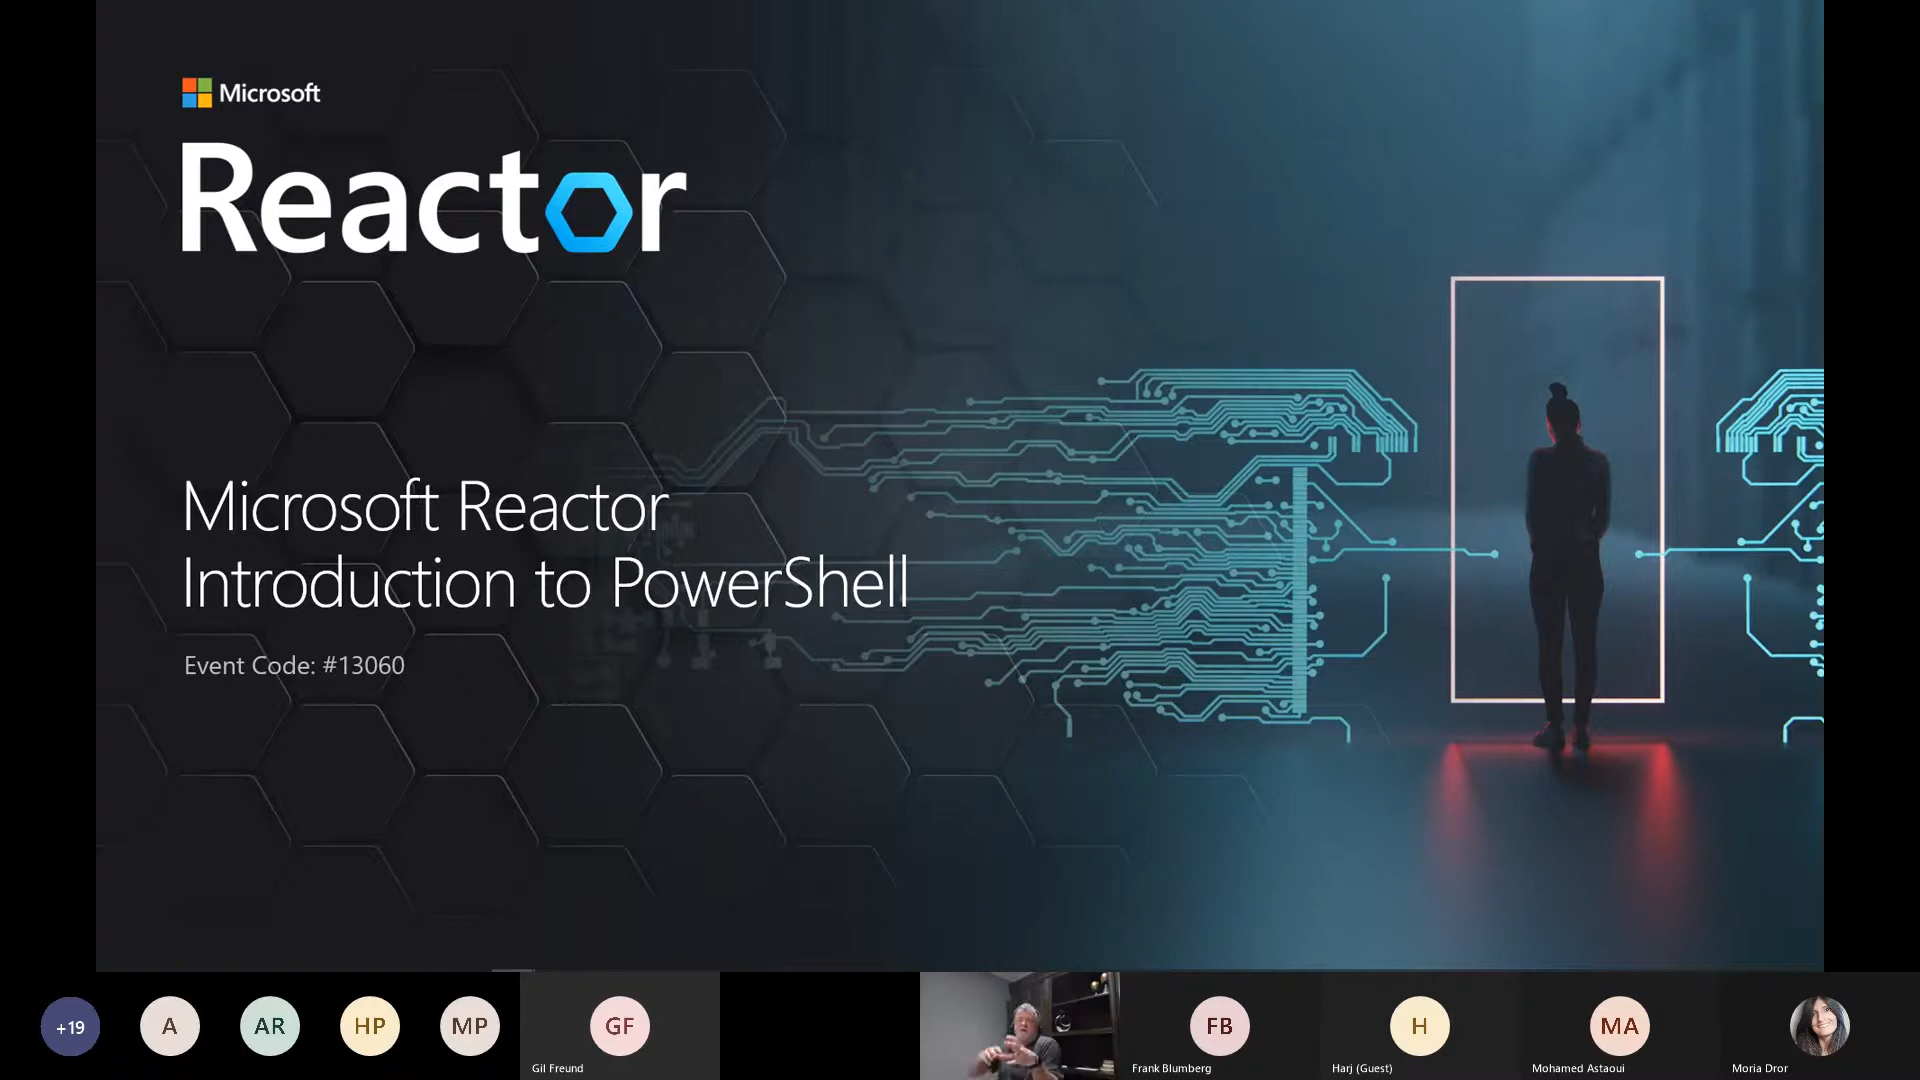 Microsoft
Reactor
Microsoft Reactor
Introduction to PowerShell
Event Code: #13060
+19
A
AR
HP
MP
GF
Gil Freund
FB
Frank Blumberg
H
Harj (Guest)
MA
Mohamed Astaoui
Moria Dror